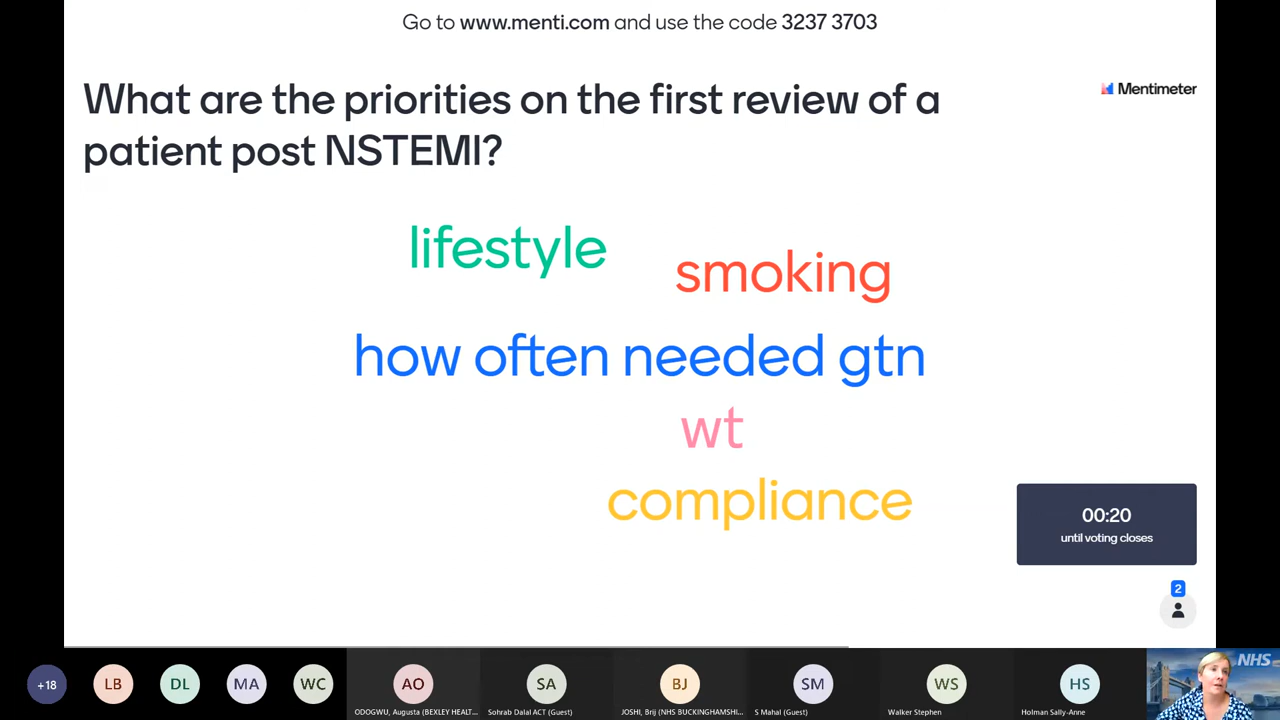 Go to www.menti.com and use the code 3237 3703
What are the priorities on the first review of a
patient post NSTEMI?
Mentimeter
lifestyle
smoking
how often needed gtn
wt
compliance
00:20
until voting closes
2
+18
LB
DL
MA
WC
AO
SA
BJ
SM
WS
HS
NHS
ODOGWU, Augusta (BEXLEY HEALT...
Sohrab Dalal ACT (Guest)
JOSHI, Brij (NHS BUCKINGHAMSHI...
S Mahal (Guest)
Walker Stephen
Holman Sally-Anne